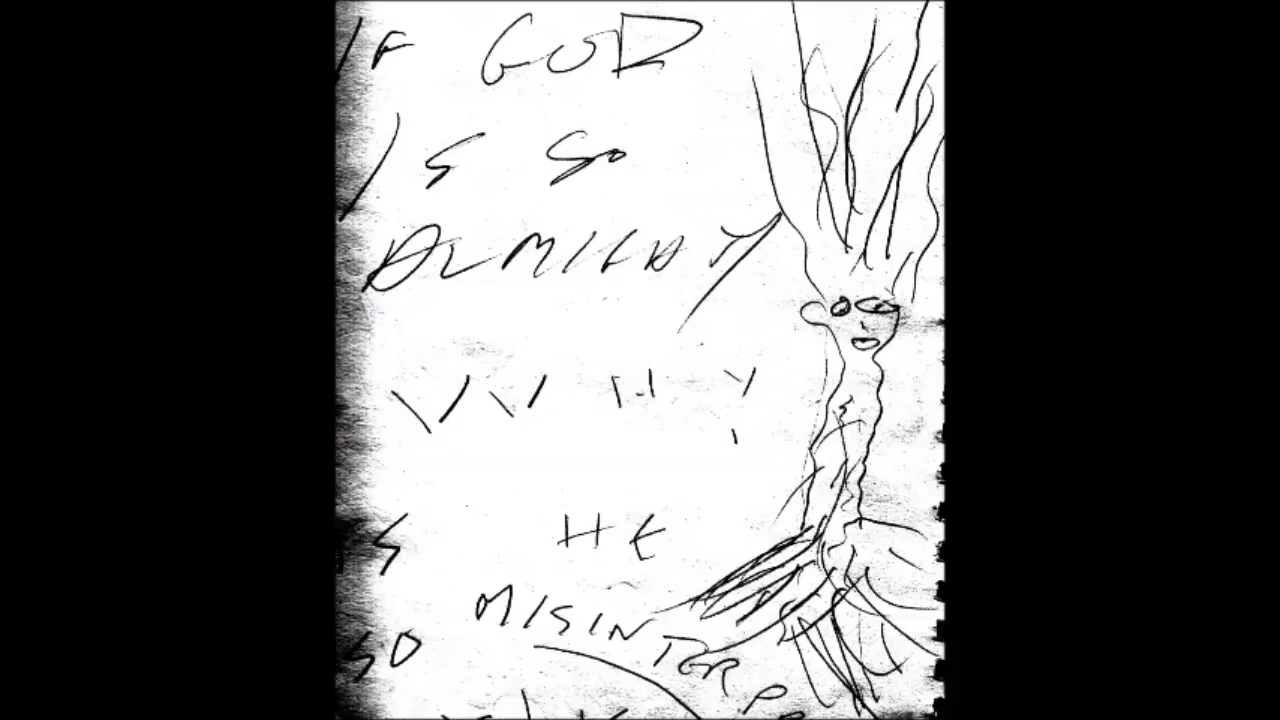 IF GOD
IS SO
ALMIGHTY
WHY
IS HE
SO MISINTERP